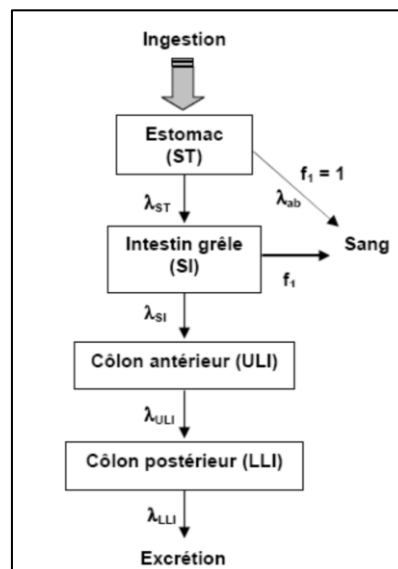 Ingestion
Estomac
(ST)
f₁ = 1
λST
λab
Intestin grêle
(SI)
Sang
f₁
λSI
Côlon antérieur (ULI)
λULI
Côlon postérieur (LLI)
λLLI
Excrétion